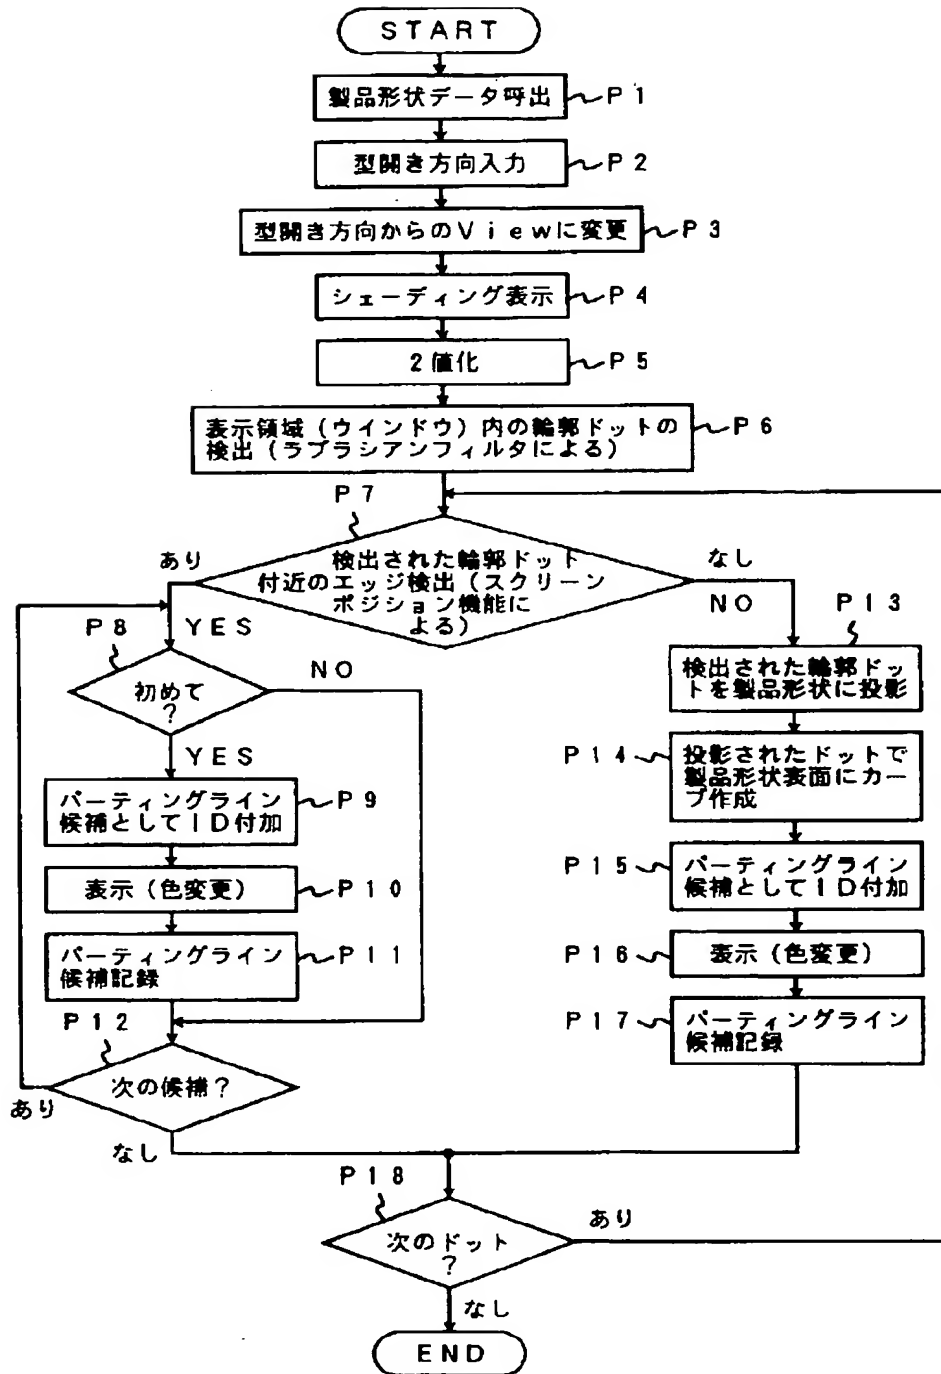 START
製品形状データ呼出
P1
型開き方向入力
P2
型開き方向からのViewに変更
P3
シェーディング表示
P4
2値化
P5
表示領域(ウインドウ)内の輪郭ドットの
検出(ラプラシアンフィルタによる)
P6
P7
検出された輪郭ドット
付近のエッジ検出(スクリーン
ポジション機能に
よる)
あり
YES
なし
NO
P8
初めて
?
NO
YES
パーティングライン
候補としてID付加
P9
表示(色変更)
P10
パーティングライン
候補記録
P11
P12
次の候補?
あり
なし
P13
検出された輪郭ドッ
トを製品形状に投影
P14
投影されたドットで
製品形状表面にカー
ブ作成
P15
パーティングライン
候補としてID付加
P16
表示(色変更)
P17
パーティングライン
候補記録
P18
次のドット
?
あり
なし
END